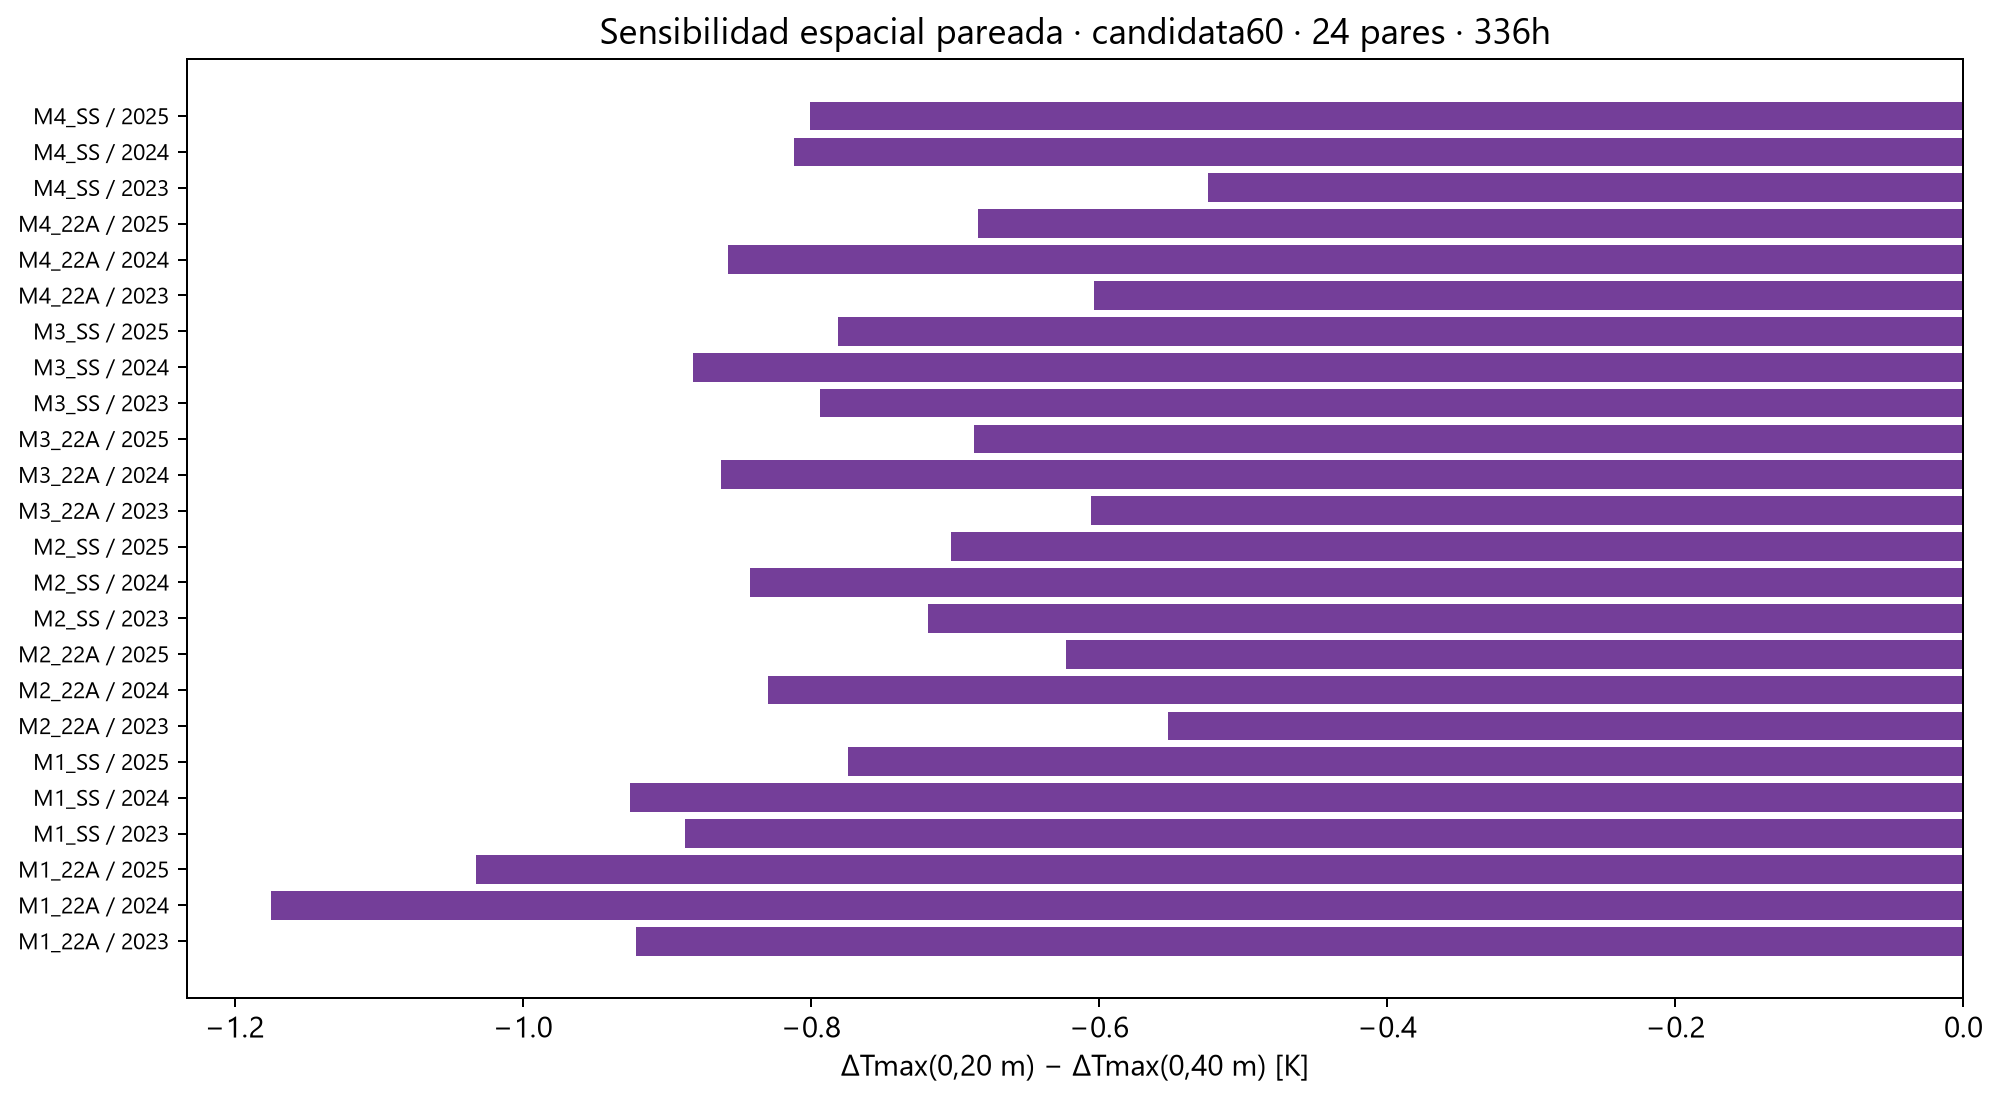 Sensibilidad espacial pareada · candidata60 · 24 pares · 336h
M4_SS / 2025
M4_SS / 2024
M4_SS / 2023
M4_22A / 2025
M4_22A / 2024
M4_22A / 2023
M3_SS / 2025
M3_SS / 2024
M3_SS / 2023
M3_22A / 2025
M3_22A / 2024
M3_22A / 2023
M2_SS / 2025
M2_SS / 2024
M2_SS / 2023
M2_22A / 2025
M2_22A / 2024
M2_22A / 2023
M1_SS / 2025
M1_SS / 2024
M1_SS / 2023
M1_22A / 2025
M1_22A / 2024
M1_22A / 2023
−1.2 −1.0 −0.8 −0.6 −0.4 −0.2 0.0
ΔTmax(0,20 m) − ΔTmax(0,40 m) [K]